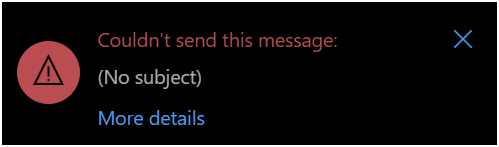 Couldn't send this message:
(No subject)
More details